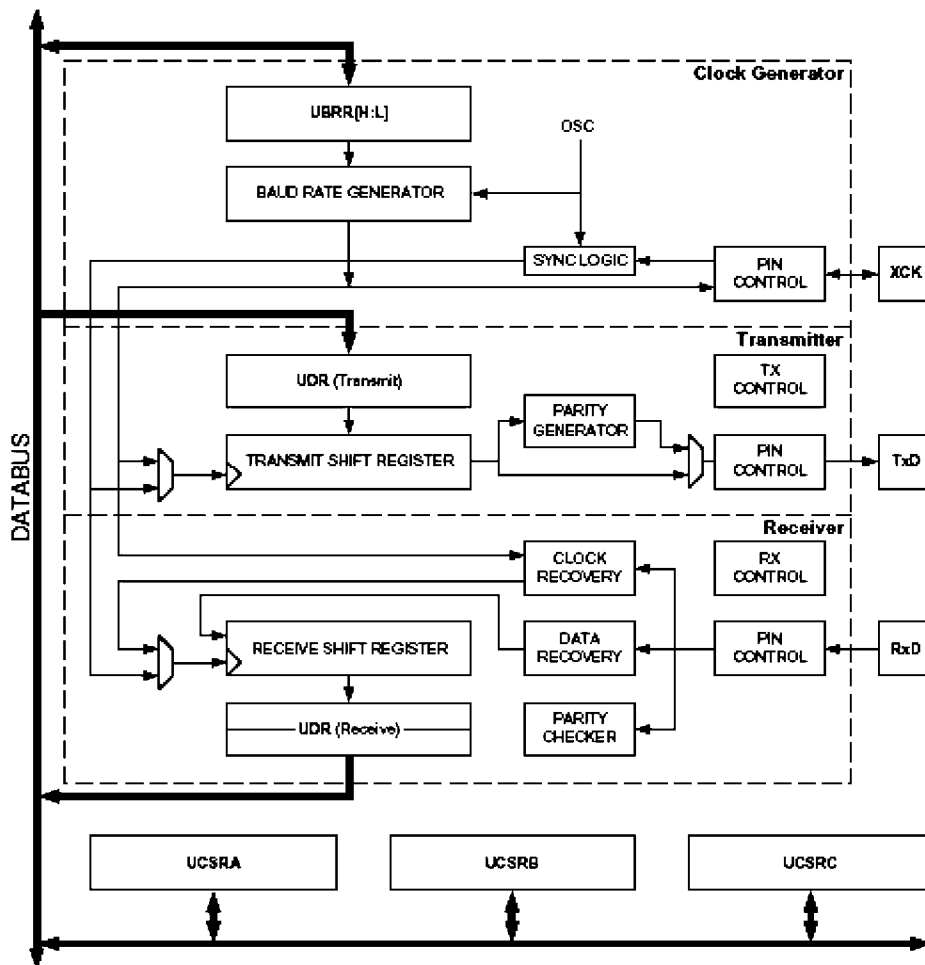 Clock Generator
UBRR[H:L]
OSC
BAUD RATE GENERATOR
SYNC LOGIC
PIN
CONTROL
XCK
Transmitter
TX
CONTROL
UDR (Transmit)
PARITY
GENERATOR
TRANSMIT SHIFT REGISTER
PIN
CONTROL
TxD
DATABUS
Receiver
CLOCK
RECOVERY
RX
CONTROL
RECEIVE SHIFT REGISTER
DATA
RECOVERY
PIN
CONTROL
RxD
UDR (Receive)
PARITY
CHECKER
UCSRA
UCSRB
UCSRC